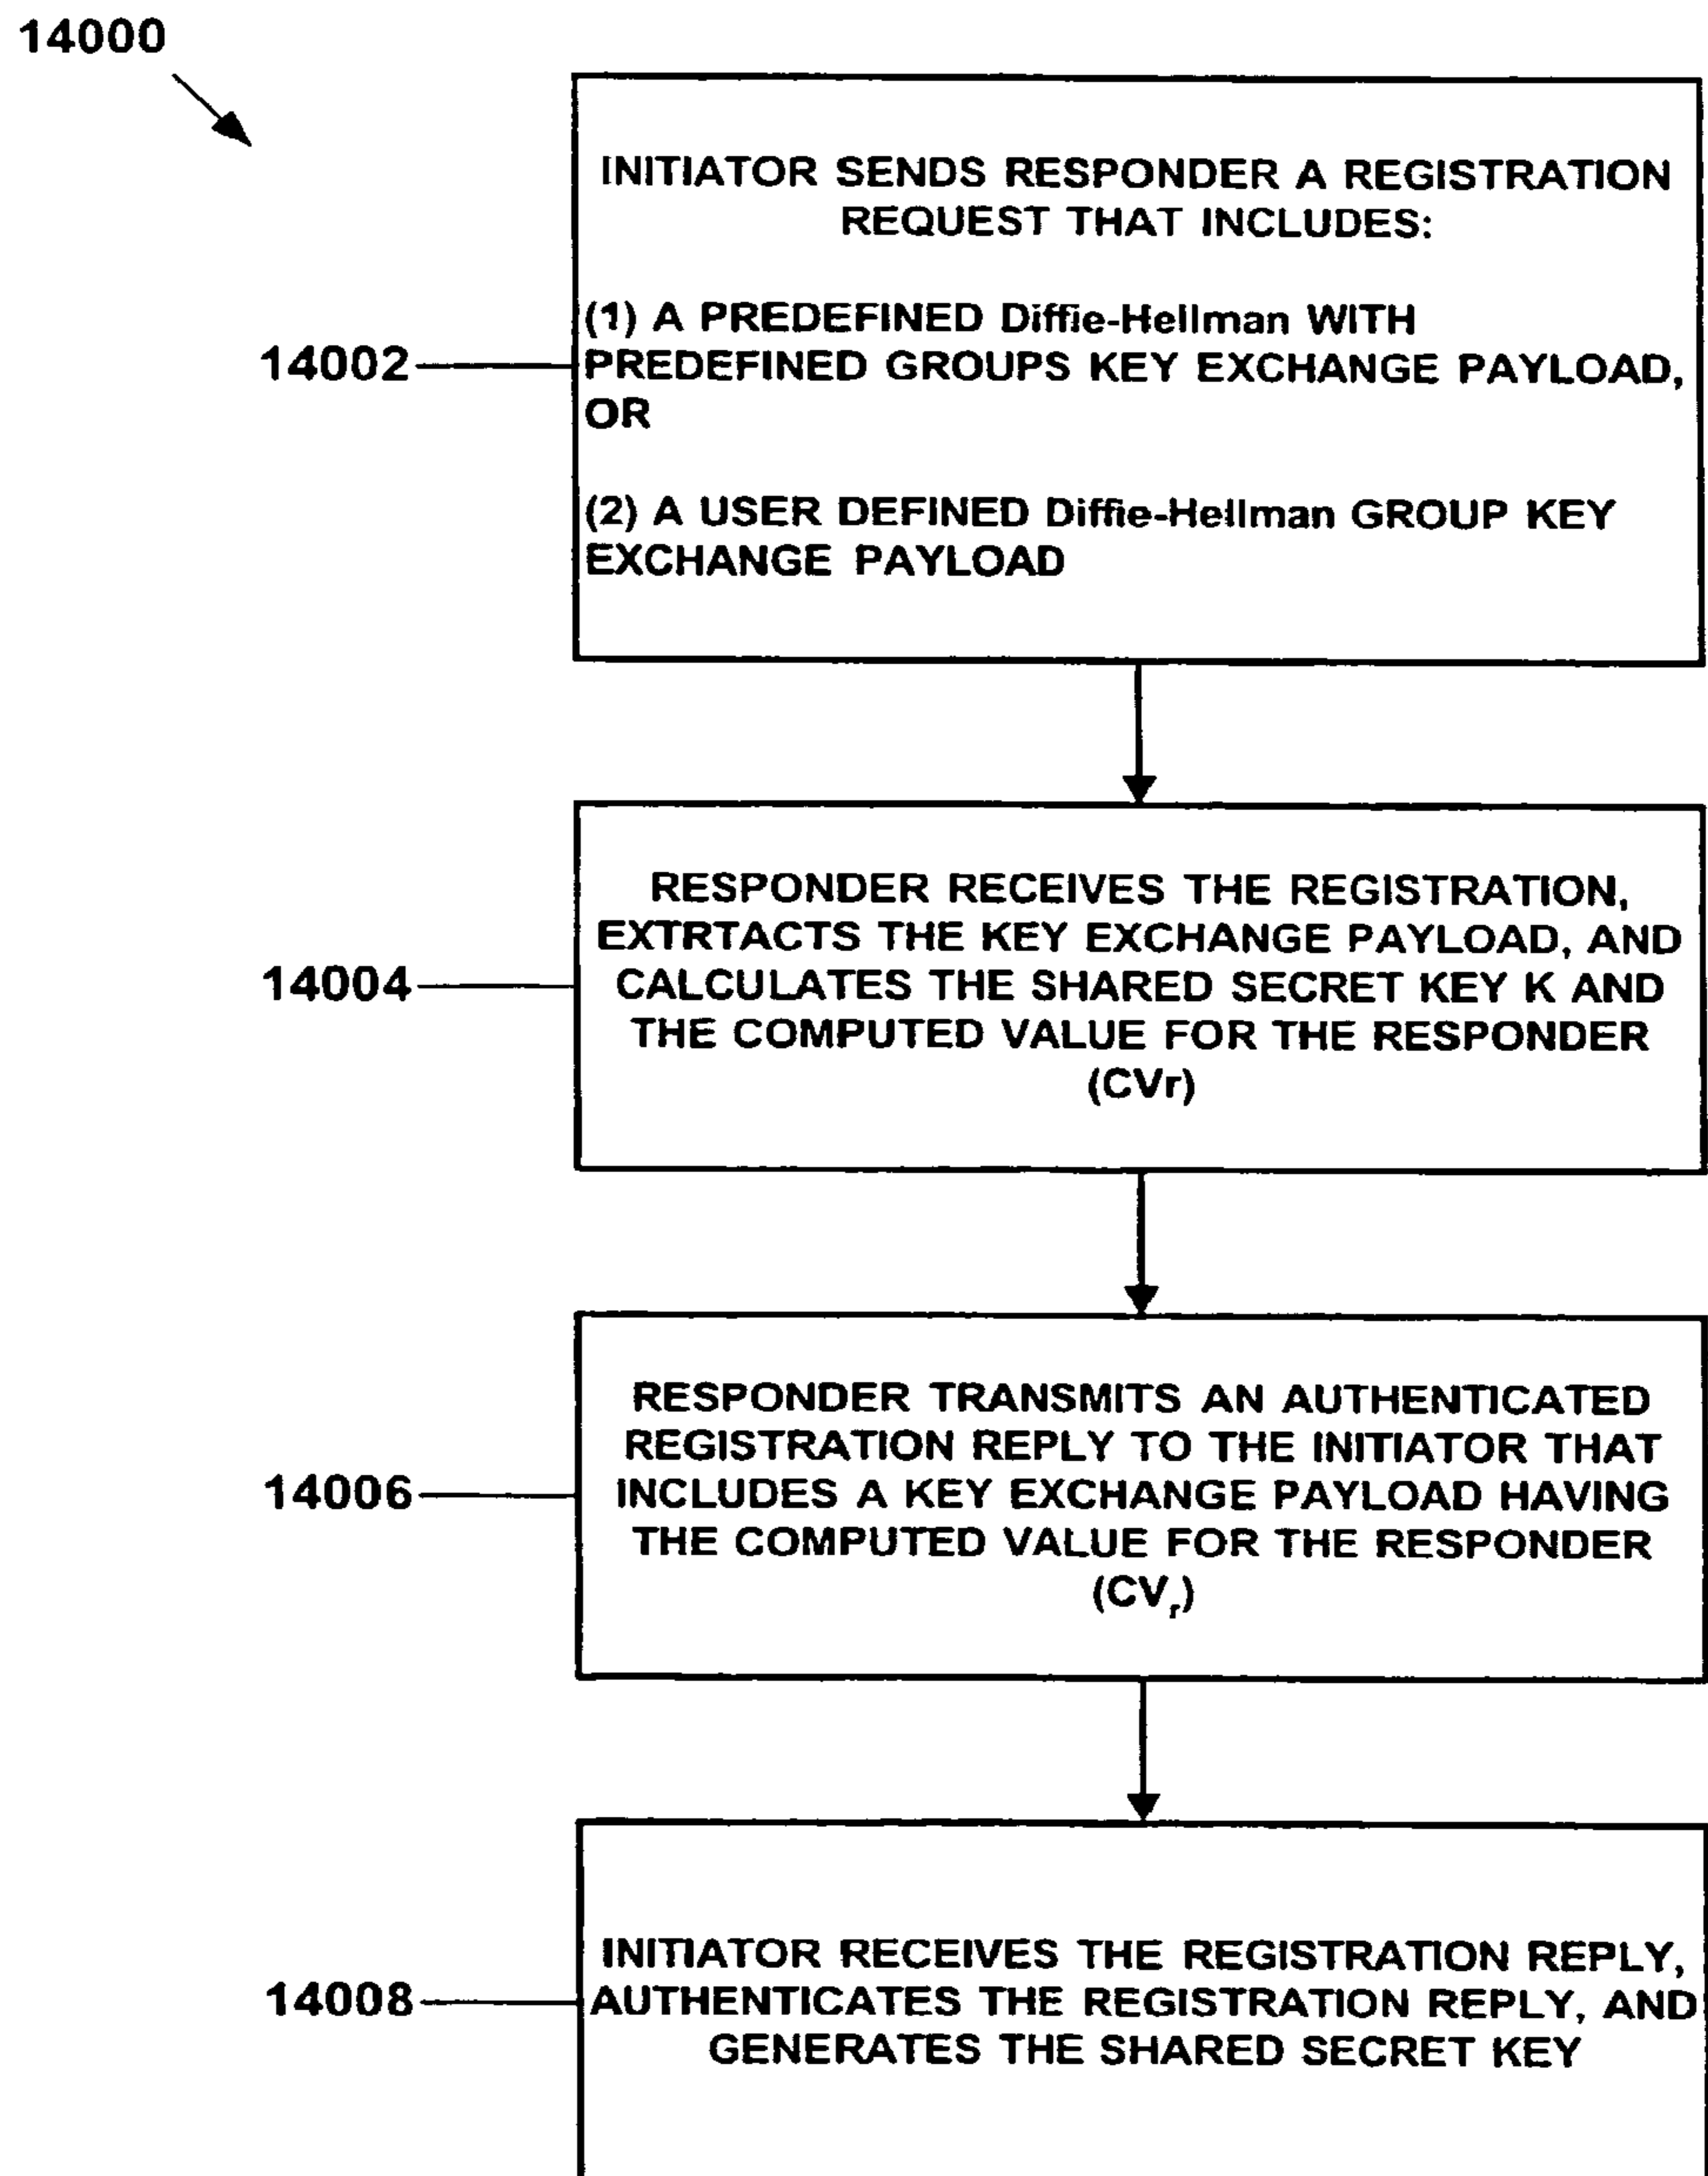 14000
INITIATOR SENDS RESPONDER A REGISTRATION
REQUEST THAT INCLUDES:
(1) A PREDEFINED Diffie-Hellman WITH
PREDEFINED GROUPS KEY EXCHANGE PAYLOAD,
OR
(2) A USER DEFINED Diffie-Hellman GROUP KEY
EXCHANGE PAYLOAD
14002
RESPONDER RECEIVES THE REGISTRATION,
EXTRTACTS THE KEY EXCHANGE PAYLOAD, AND
CALCULATES THE SHARED SECRET KEY K AND
THE COMPUTED VALUE FOR THE RESPONDER
(CVr)
14004
RESPONDER TRANSMITS AN AUTHENTICATED
REGISTRATION REPLY TO THE INITIATOR THAT
INCLUDES A KEY EXCHANGE PAYLOAD HAVING
THE COMPUTED VALUE FOR THE RESPONDER
(CVr)
14006
INITIATOR RECEIVES THE REGISTRATION REPLY,
AUTHENTICATES THE REGISTRATION REPLY, AND
GENERATES THE SHARED SECRET KEY
14008